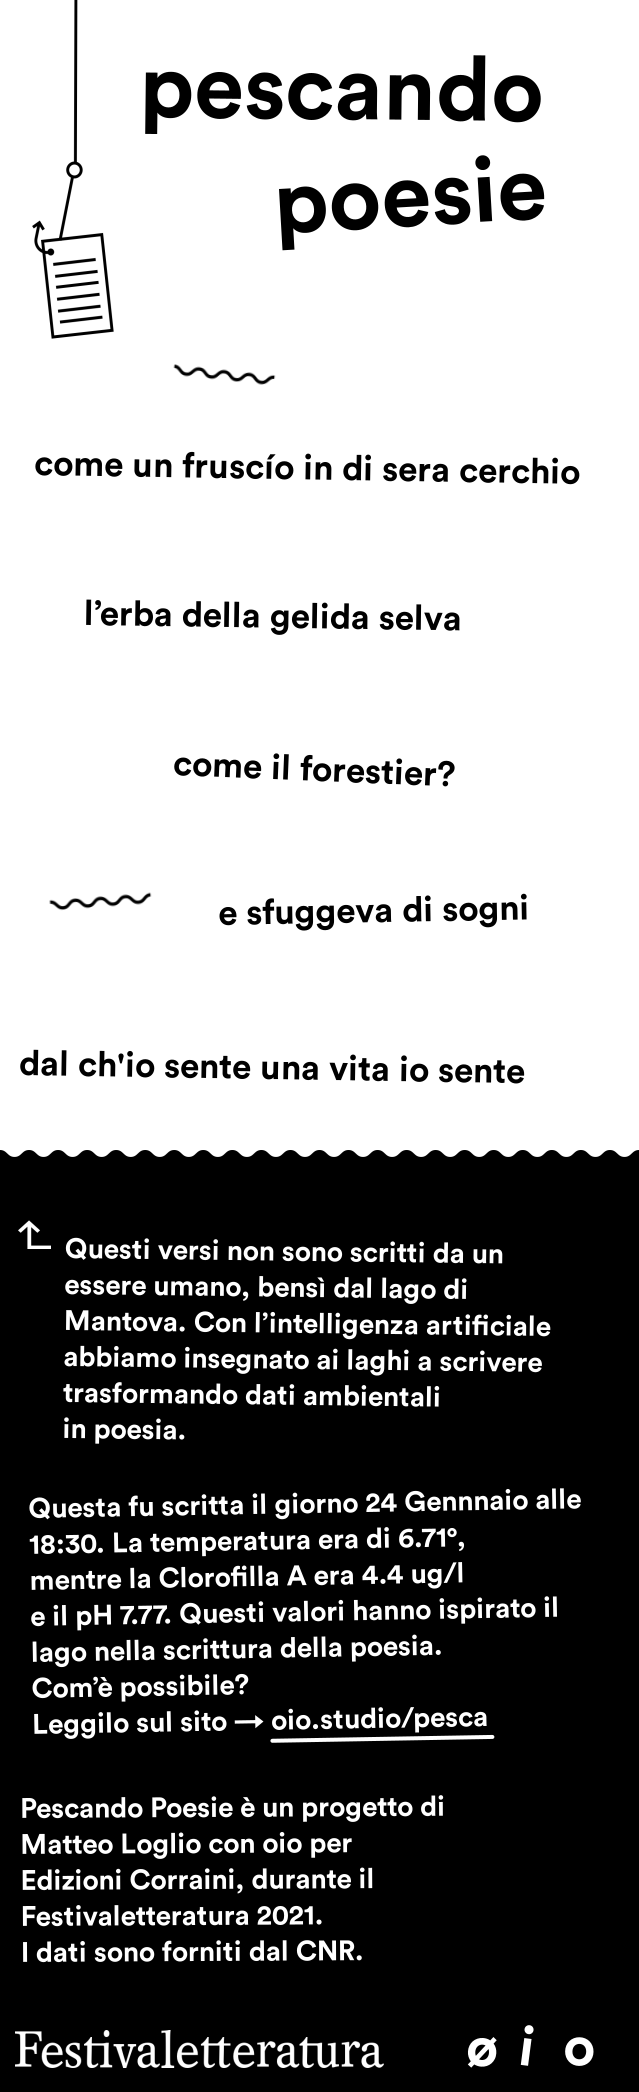 pescando
poesie
come un fruscío in di sera cerchio
l’erba della gelida selva
come il forestier?
e sfuggeva di sogni
dal ch'io sente una vita io sente
Questi versi non sono scritti da un
essere umano, bensì dal lago di
Mantova. Con l’intelligenza artificiale
abbiamo insegnato ai laghi a scrivere
trasformando dati ambientali
in poesia.
Questa fu scritta il giorno 24 Gennnaio alle
18:30. La temperatura era di 6.71°,
mentre la Clorofilla A era 4.4 ug/l
e il pH 7.77. Questi valori hanno ispirato il
lago nella scrittura della poesia.
Com’è possibile?
Leggilo sul sito → oio.studio/pesca
Pescando Poesie è un progetto di
Matteo Loglio con oio per
Edizioni Corraini, durante il
Festivaletteratura 2021.
I dati sono forniti dal CNR.
Festivaletteratura ø i o